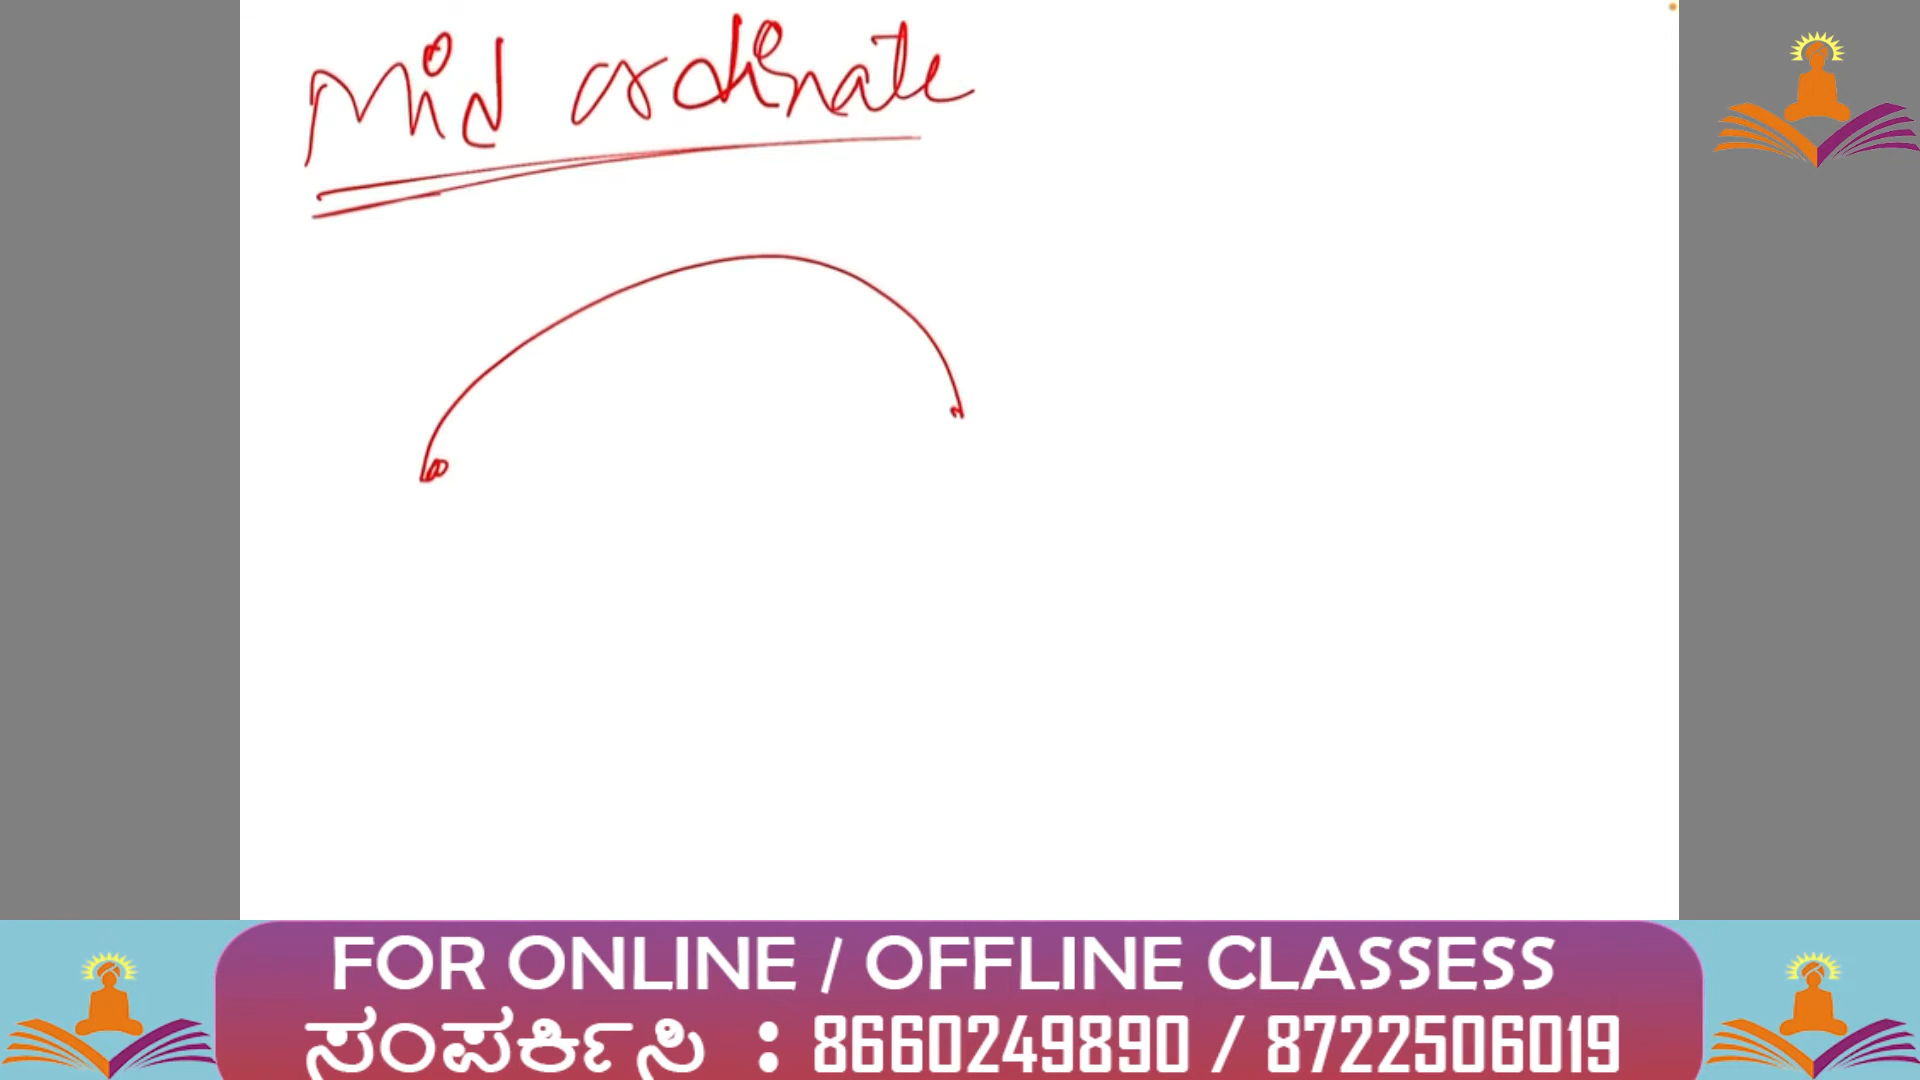 Mid ordinate
FOR ONLINE / OFFLINE CLASSESS
ಸಂಪರ್ಕಿಸಿ : 8660249890 / 8722506019